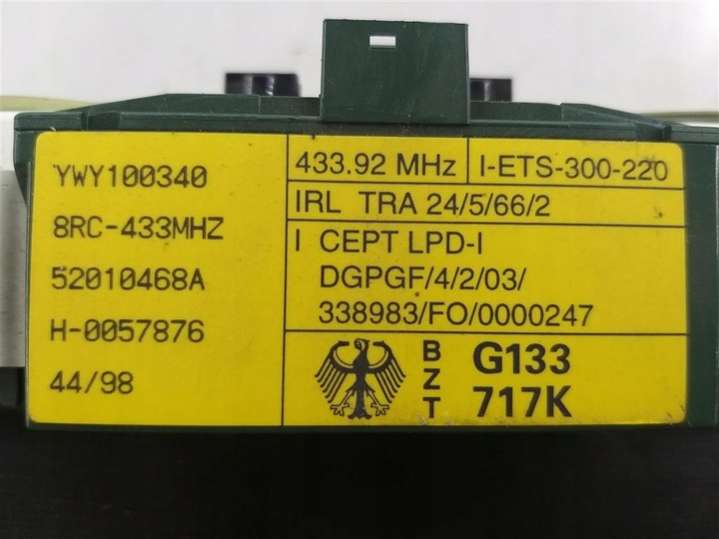 YWY100340
8RC-433MHZ
52010468A
H-0057876
44/98
433.92 MHz
I-ETS-300-220
IRL TRA 24/5/66/2
I CEPT LPD-I
DGPGF/4/2/03/
338983/FO/0000247
BZT
G133
717K